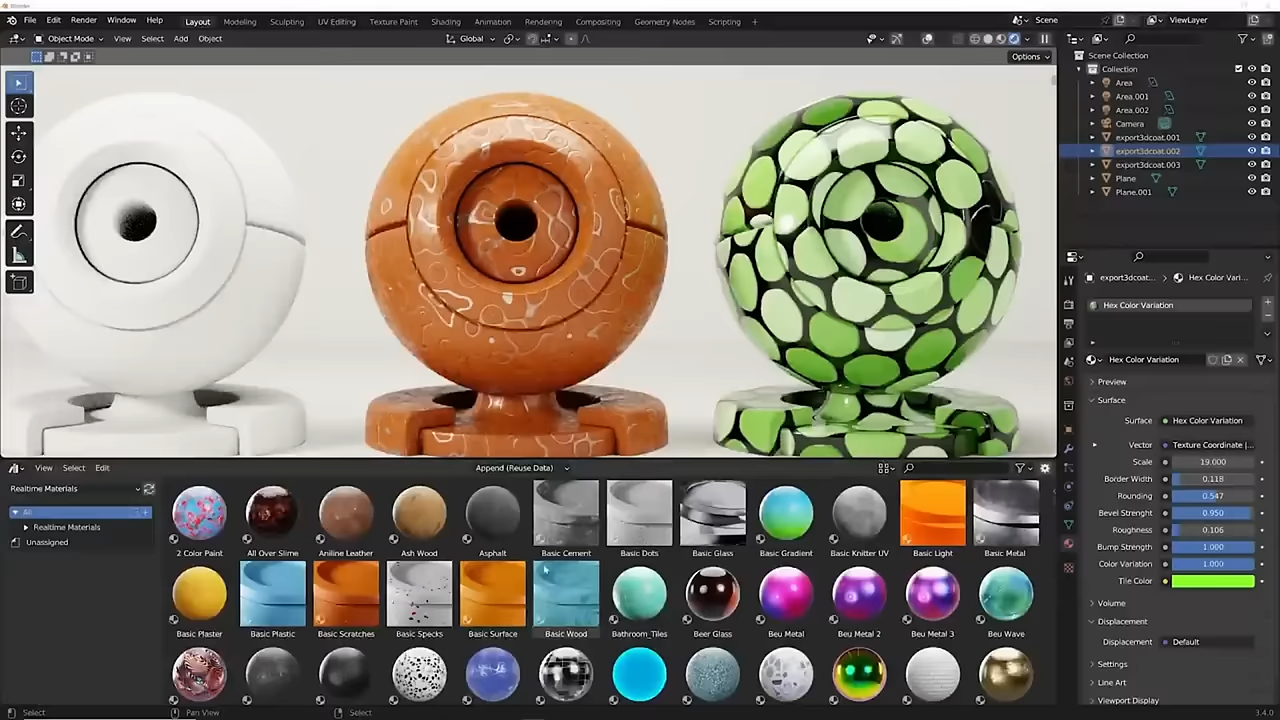 Blender
File Edit Render Window Help Layout Modeling Sculpting UV Editing Texture Paint Shading Animation Rendering Compositing Geometry Nodes Scripting + Scene ViewLayer
Object Mode View Select Add Object Global
Options
Scene Collection
Collection
Area
Area.001
Area.002
Camera
export3dcoat.001
export3dcoat.002
export3dcoat.003
Plane
Plane.001
export3dcoat... Hex Color Vari...
Hex Color Variation
Hex Color Variation
Preview
Surface
Surface Hex Color Variation
Vector Texture Coordinate |...
Scale 19.000
Border Width 0.118
Rounding 0.547
Bevel Strenght 0.950
Roughness 0.106
Bump Strength 1.000
Color Variation 1.000
Tile Color
Volume
Displacement
Displacement Default
Settings
Line Art
Viewport Display
View Select Edit Append (Reuse Data)
Realtime Materials
All
Realtime Materials
Unassigned
2 Color Paint All Over Slime Aniline Leather Ash Wood Asphalt Basic Cement Basic Dots Basic Glass Basic Gradient Basic Knitter UV Basic Light Basic Metal
Basic Plaster Basic Plastic Basic Scratches Basic Specks Basic Surface Basic Wood Bathroom_Tiles Beer Glass Beu Metal Beu Metal 2 Beu Metal 3 Beu Wave
Select Pan View Select 3.4.0